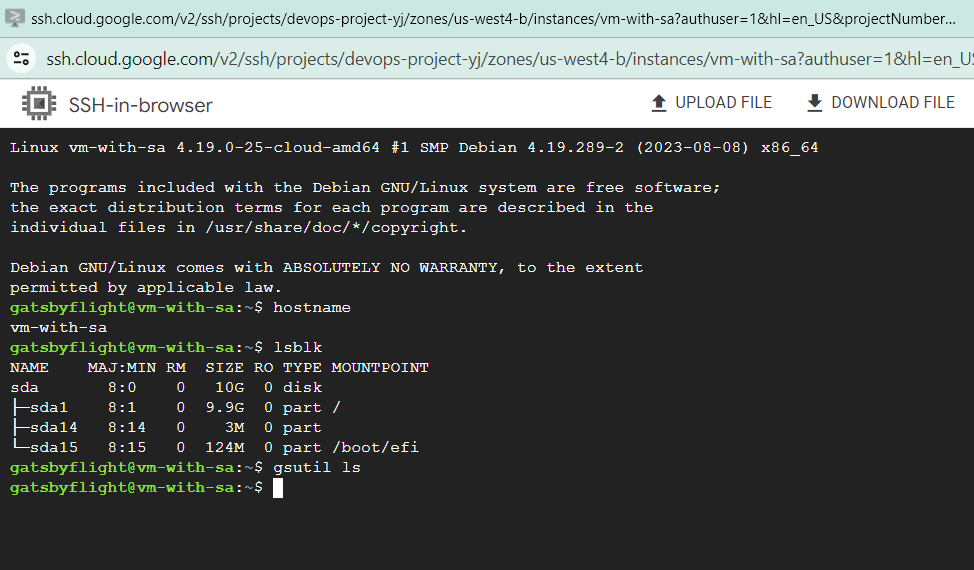 ssh.cloud.google.com/v2/ssh/projects/devops-project-yj/zones/us-west4-b/instances/vm-with-sa?authuser=1&hl=en_US&projectNumber...
ssh.cloud.google.com/v2/ssh/projects/devops-project-yj/zones/us-west4-b/instances/vm-with-sa?authuser=1&hl=en_US
SSH-in-browser UPLOAD FILE DOWNLOAD FILE
Linux vm-with-sa 4.19.0-25-cloud-amd64 #1 SMP Debian 4.19.289-2 (2023-08-08) x86_64
The programs included with the Debian GNU/Linux system are free software;
the exact distribution terms for each program are described in the
individual files in /usr/share/doc/*/copyright.
Debian GNU/Linux comes with ABSOLUTELY NO WARRANTY, to the extent
permitted by applicable law.
gatsbyflight@vm-with-sa:~$ hostname
vm-with-sa
gatsbyflight@vm-with-sa:~$ lsblk
NAME    MAJ:MIN RM  SIZE RO TYPE MOUNTPOINT
sda       8:0    0   10G  0 disk
├─sda1    8:1    0  9.9G  0 part /
├─sda14   8:14   0    3M  0 part
└─sda15   8:15   0  124M  0 part /boot/efi
gatsbyflight@vm-with-sa:~$ gsutil ls
gatsbyflight@vm-with-sa:~$